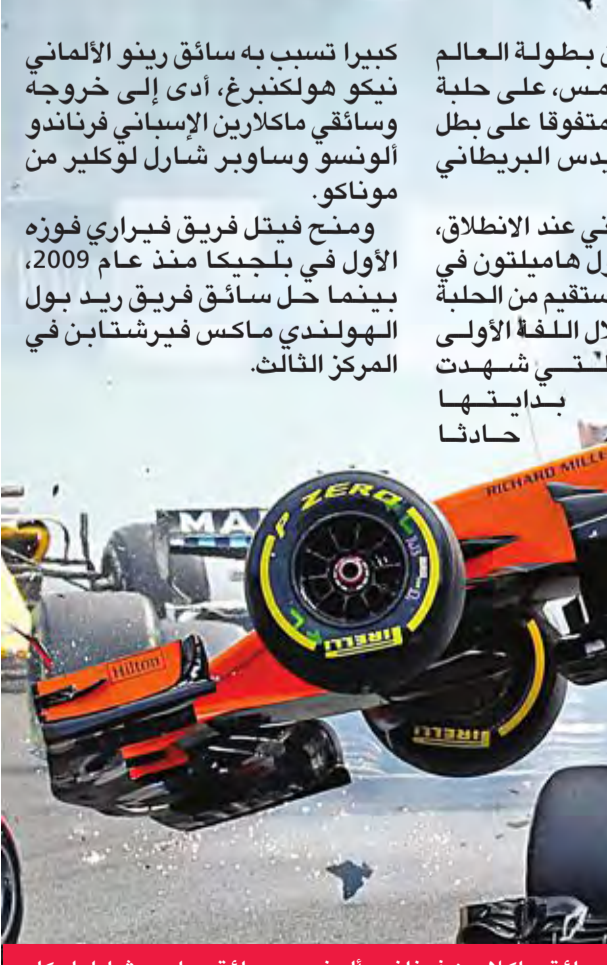 بطولة العالم
مس، على حلبة
متفوقا على بطل
يدس البريطاني
ني عند الانطلاق،
ول هاميلتون في
ستقيم من الحلبة
لال اللفة الأولى
لتي شهدت
بدايتها
حادثا
كبيرا تسبب به سائق رينو الألماني
نيكو هولكنبرغ، أدى إلى خروجه
وسائقي ماكلارين الإسباني فرناندو
ألونسو وساوبر شارل لوكلير من
موناكو.
ومنح فيتل فريق فيراري فوزه
الأول في بلجيكا منذ عام 2009،
بينما حل سائق فريق ريد بول
الهولندي ماكس فيرشتابن في
المركز الثالث.
RICHARD MILLE
P ZERO
MA
PIRELLI
Hilton
PIRELLI